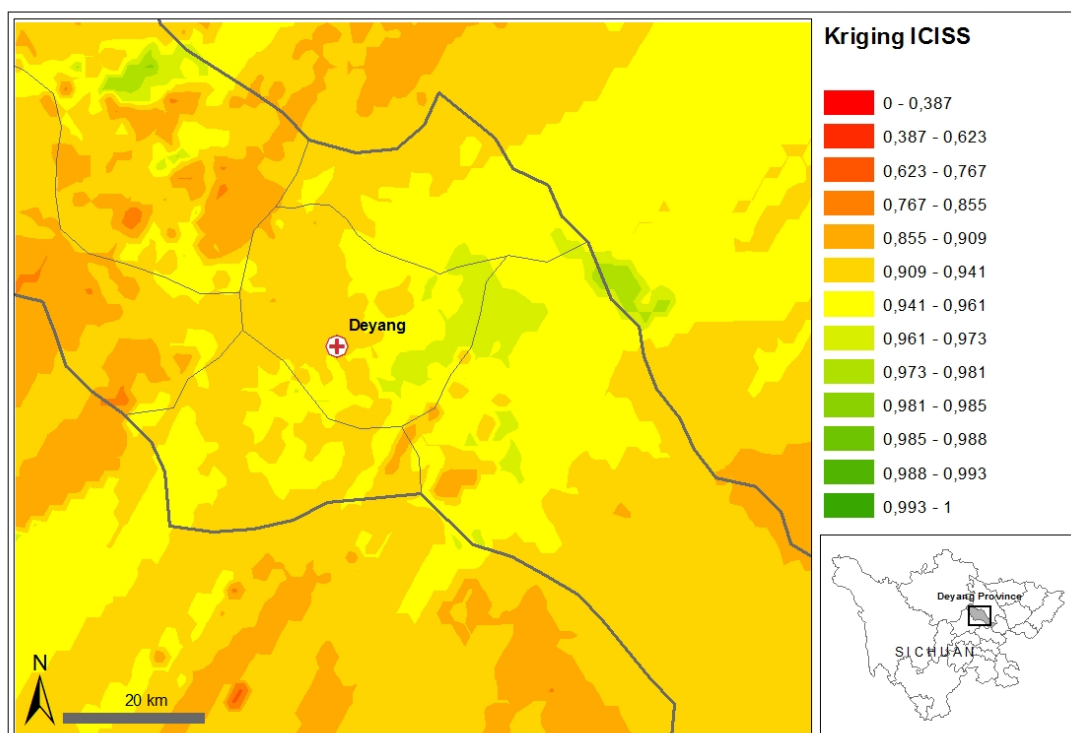 Kriging ICISS
0 - 0,387
0,387 - 0,623
0,623 - 0,767
0,767 - 0,855
0,855 - 0,909
0,909 - 0,941
0,941 - 0,961
0,961 - 0,973
0,973 - 0,981
0,981 - 0,985
0,985 - 0,988
0,988 - 0,993
0,993 - 1
Deyang
N
20 km
Deyang Province
SICHUAN